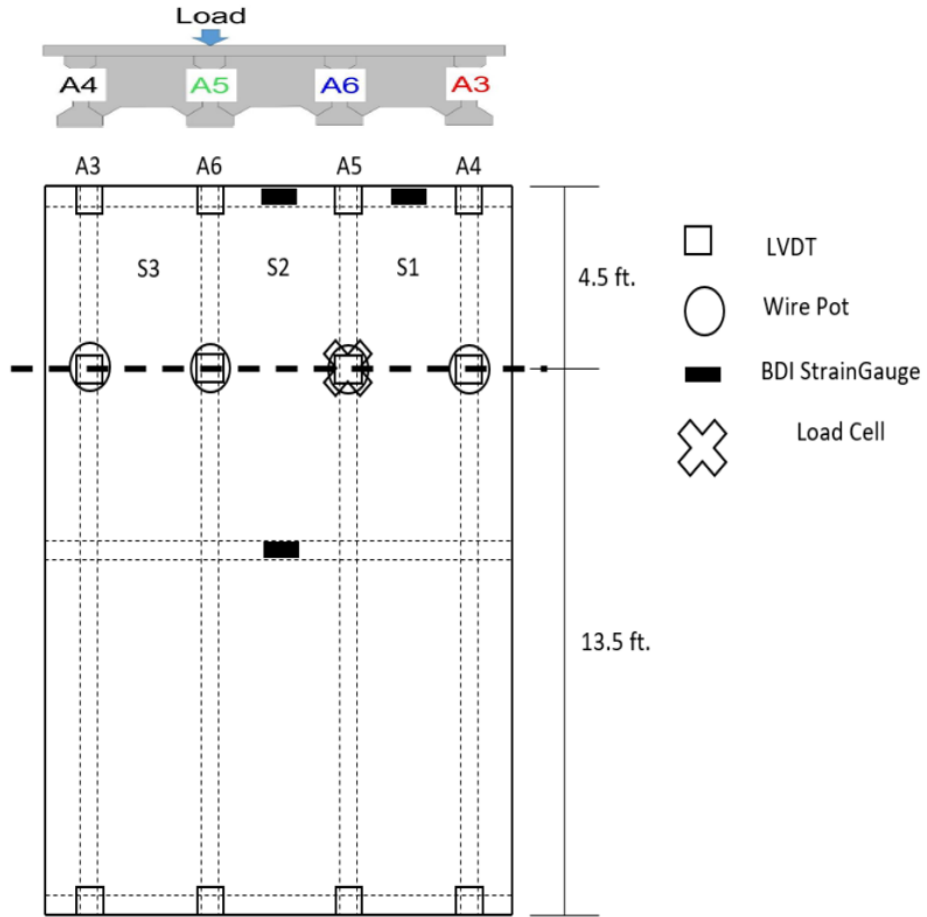 Load
A4 A5 A6 A3
A3 A6 A5 A4
S3 S2 S1
4.5 ft.
13.5 ft.
LVDT
Wire Pot
BDI StrainGauge
Load Cell